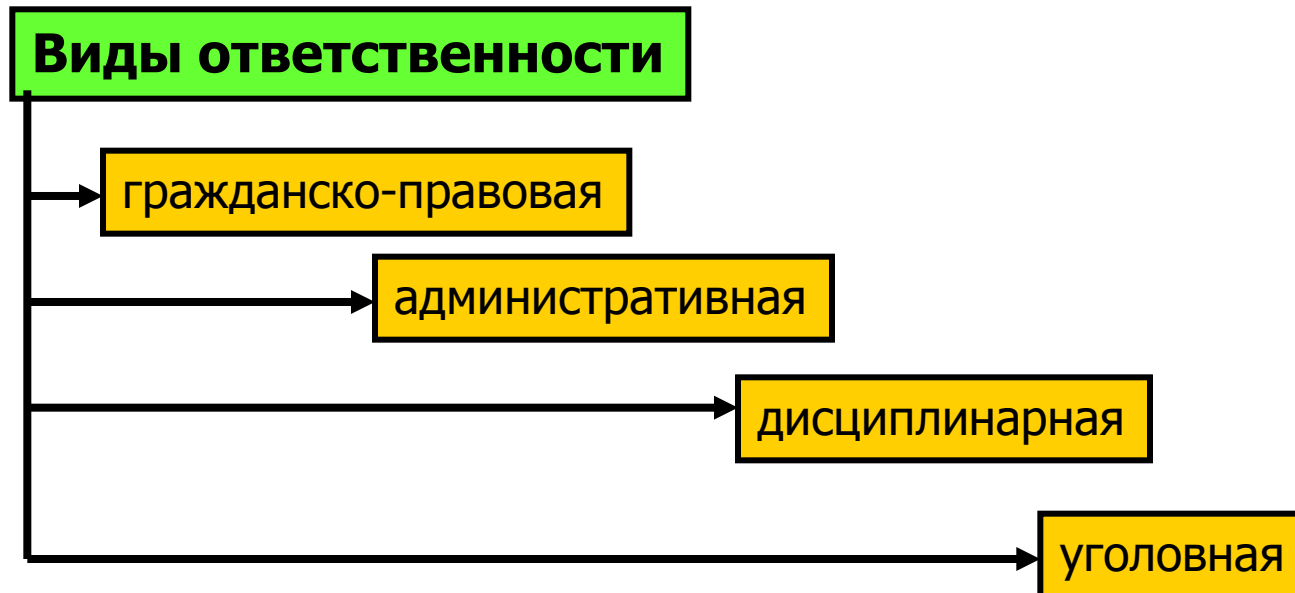 Виды ответственности
гражданско-правовая
административная
дисциплинарная
уголовная